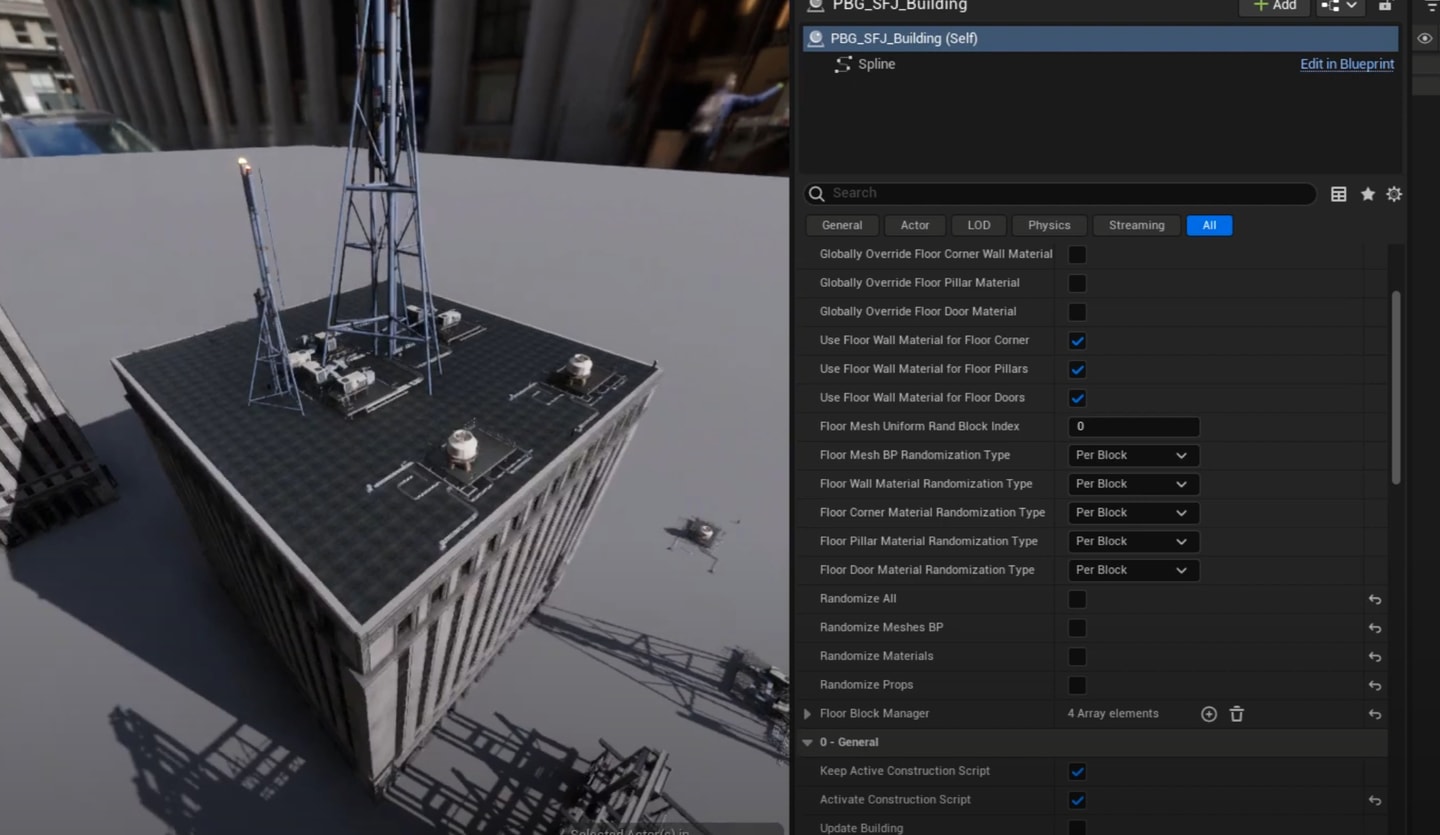 PBG_SFJ_Building
Add
PBG_SFJ_Building (Self)
Spline
Edit in Blueprint
Search
General
Actor
LOD
Physics
Streaming
All
Globally Override Floor Corner Wall Material
Globally Override Floor Pillar Material
Globally Override Floor Door Material
Use Floor Wall Material for Floor Corner
Use Floor Wall Material for Floor Pillars
Use Floor Wall Material for Floor Doors
Floor Mesh Uniform Rand Block Index 0
Floor Mesh BP Randomization Type Per Block
Floor Wall Material Randomization Type Per Block
Floor Corner Material Randomization Type Per Block
Floor Pillar Material Randomization Type Per Block
Floor Door Material Randomization Type Per Block
Randomize All
Randomize Meshes BP
Randomize Materials
Randomize Props
Floor Block Manager 4 Array elements
0 - General
Keep Active Construction Script
Activate Construction Script
Update Building
Selected Actor(s) in